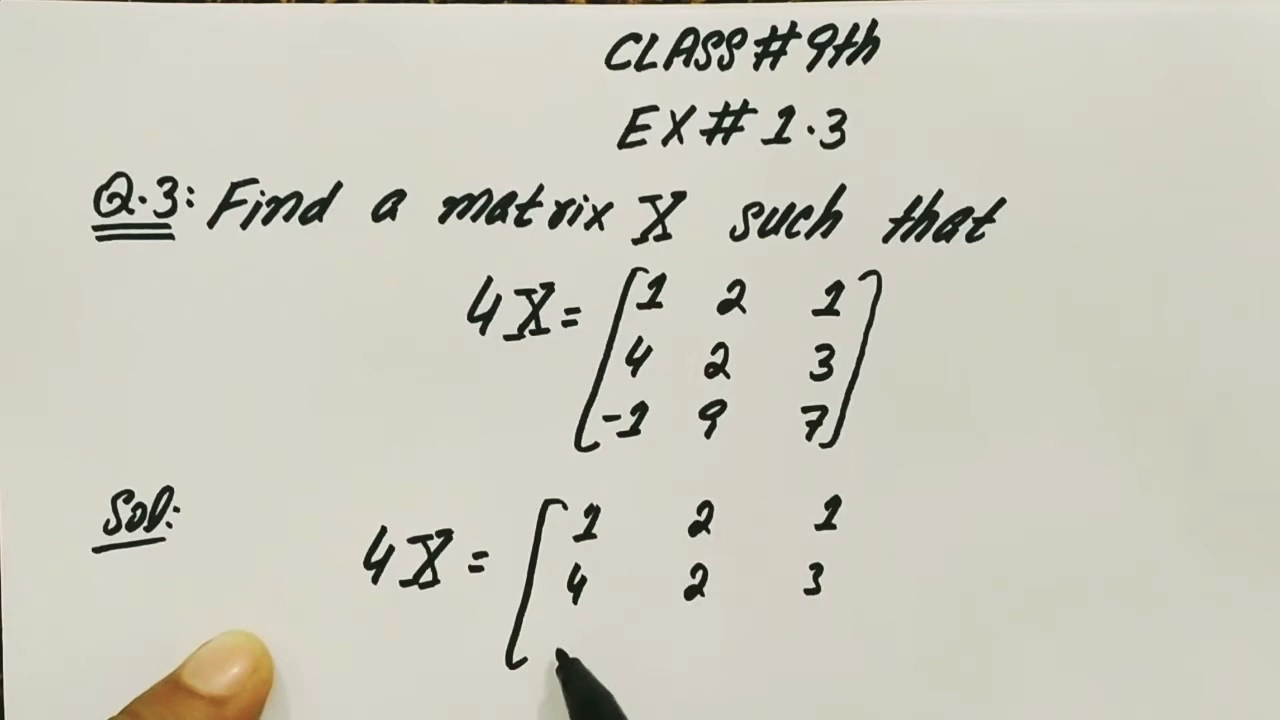 CLASS # 9th
EX # 1.3
Q.3: Find a matrix X such that
4X = [1 2 1
4 2 3
-1 9 7]
Sol:
4X = [1 2 1
4 2 3